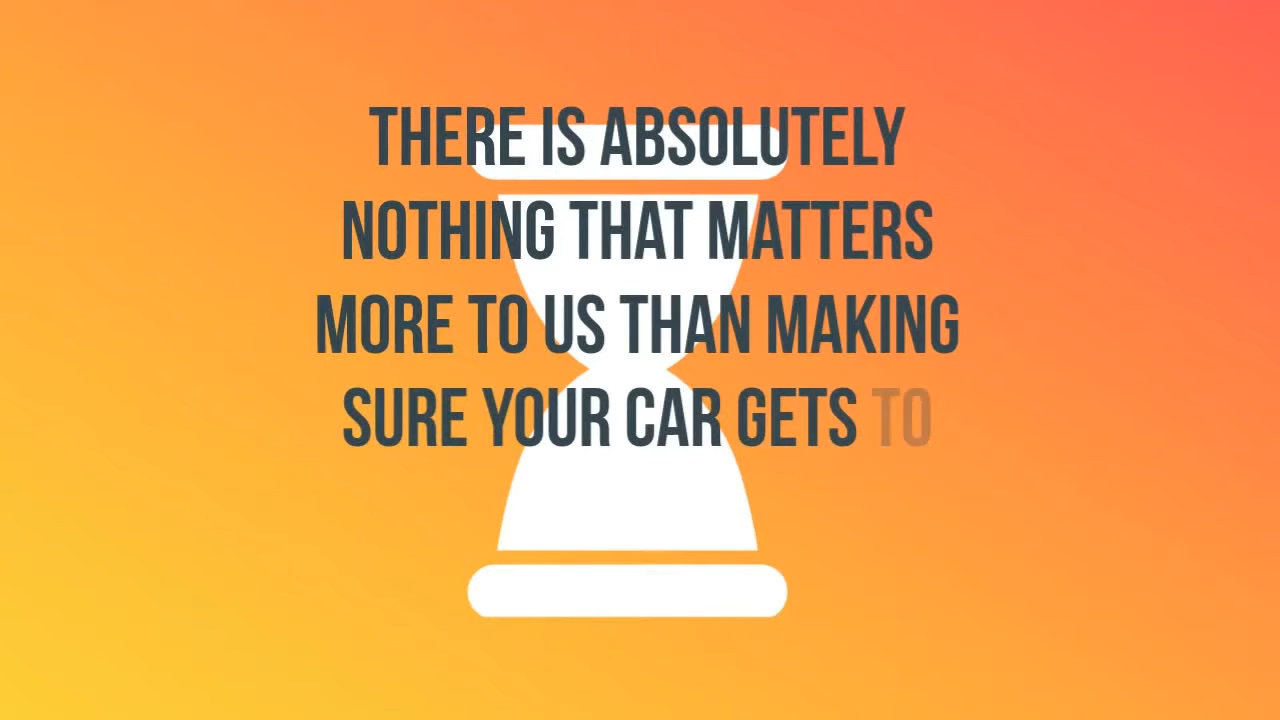 THERE IS ABSOLUTELY
NOTHING THAT MATTERS
MORE TO US THAN MAKING
SURE YOUR CAR GETS TO